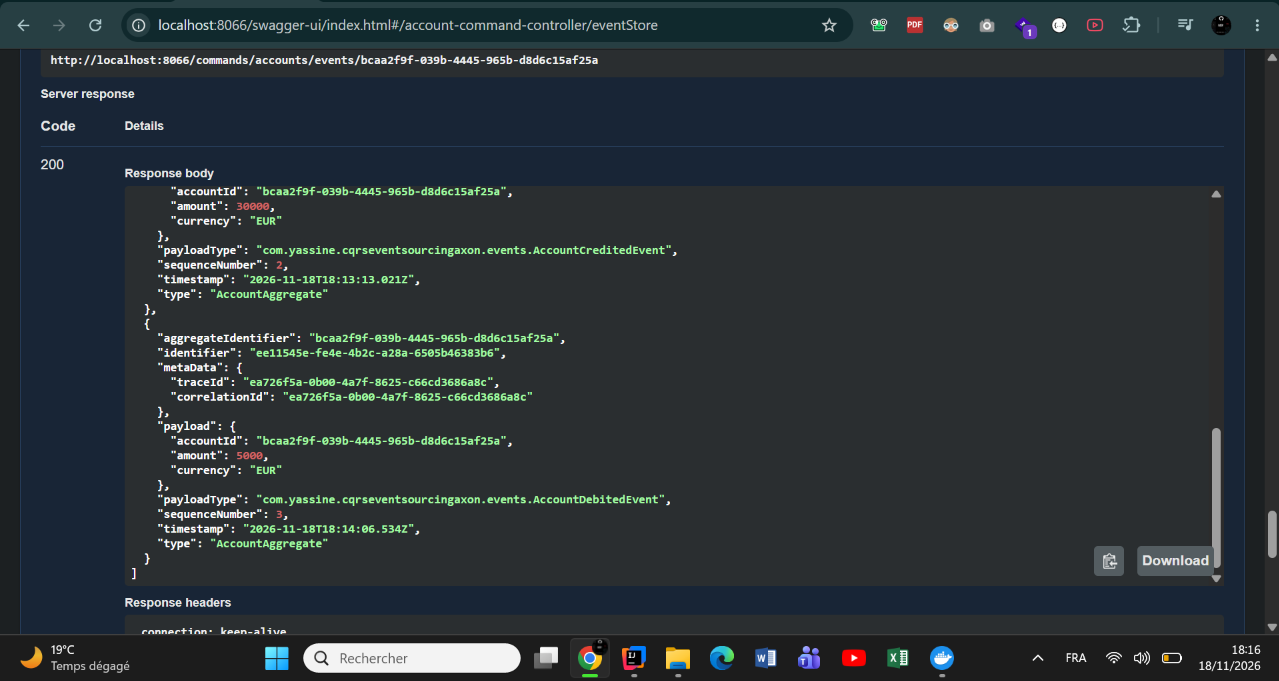 localhost:8066/swagger-ui/index.html#/account-command-controller/eventStore
PDF
1
http://localhost:8066/commands/accounts/events/bcaa2f9f-039b-4445-965b-d8d6c15af25a
Server response
Code Details
200
Response body
"accountId": "bcaa2f9f-039b-4445-965b-d8d6c15af25a",
"amount": 30000,
"currency": "EUR"
},
"payloadType": "com.yassine.cqrseventsourcingaxon.events.AccountCreditedEvent",
"sequenceNumber": 2,
"timestamp": "2026-11-18T18:13:13.021Z",
"type": "AccountAggregate"
},
{
"aggregateIdentifier": "bcaa2f9f-039b-4445-965b-d8d6c15af25a",
"identifier": "ee11545e-fe4e-4b2c-a28a-6505b46383b6",
"metaData": {
"traceId": "ea726f5a-0b00-4a7f-8625-c66cd3686a8c",
"correlationId": "ea726f5a-0b00-4a7f-8625-c66cd3686a8c"
},
"payload": {
"accountId": "bcaa2f9f-039b-4445-965b-d8d6c15af25a",
"amount": 5000,
"currency": "EUR"
},
"payloadType": "com.yassine.cqrseventsourcingaxon.events.AccountDebitedEvent",
"sequenceNumber": 3,
"timestamp": "2026-11-18T18:14:06.534Z",
"type": "AccountAggregate"
}
]
Download
Response headers
connection: keep-alive
19°C
Temps dégagé
Rechercher
FRA
18:16
18/11/2026